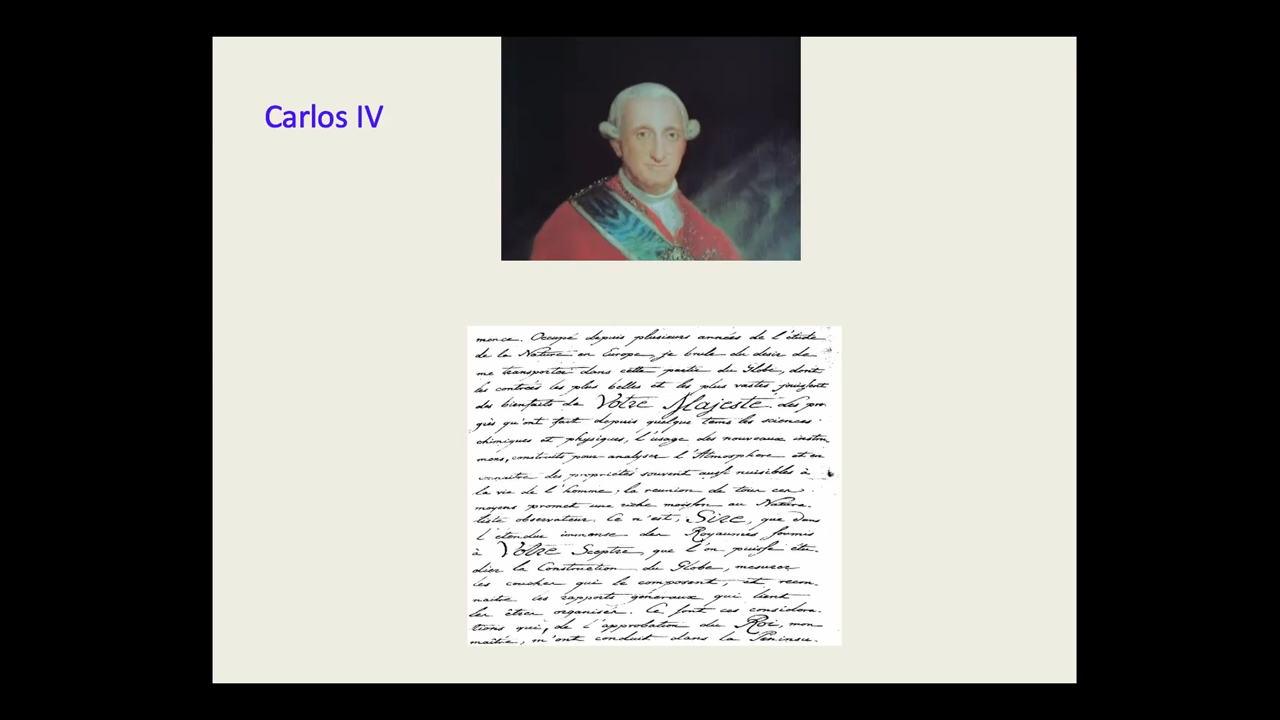 Carlos IV
mence. Occupé depuis plusieurs années de l'étude
de la Nature en Europe, je brule du desir de
me transporter dans cette partie du Globe, dont
les contrées les plus belles et les plus vastes jouissent
des bienfaits de Votre Majesté. Les pro-
grès qu'ont fait depuis quelque tems les sciences
chimiques et physiques, l'usage des nouveaux instru
mens, construits pour analyser l'Atmosphère et en
connaitre des propriétés souvent aussi nuisibles à
la vie de l'homme; la reunion de tous ces
moyens promet une riche moisson au Natura-
liste observateur. Ce n'est, Sire, que dans
l'étendue immense des Royaumes soumis
à Votre Sceptre, que l'on puisse étu-
dier la Construction du Globe, mesurer
les couches qui le composent, et recon-
naitre les rapports généraux qui lient
les êtres organisés. Ce sont ces considera-
tions qui, de l'approbation du Roi, mon
maître, m'ont conduit dans la Peninsu-